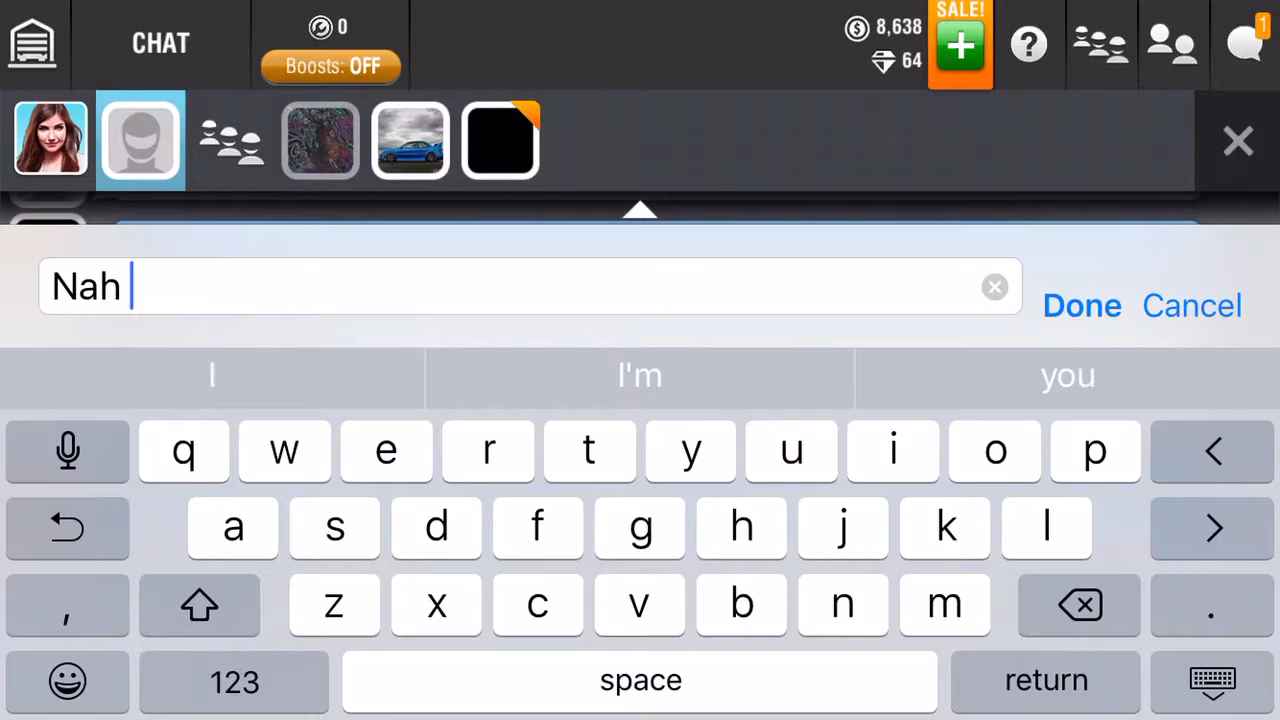 CHAT
0
Boosts: OFF
8,638
64
SALE!
+
?
1
Nah
Done Cancel
I I'm you
q w e r t y u i o p <
a s d f g h j k l >
, z x c v b n m .
123 space return